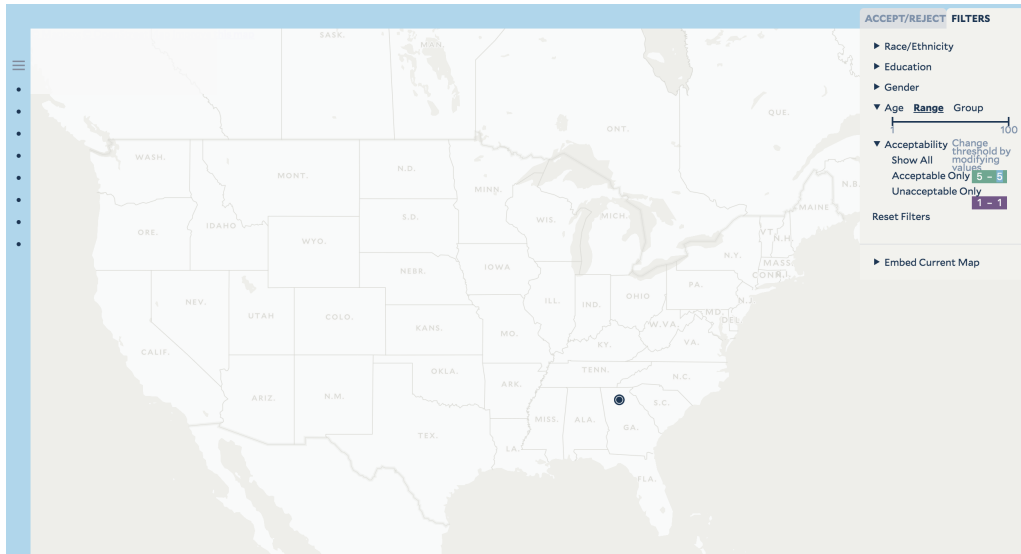 ACCEPT/REJECT FILTERS
Race/Ethnicity
Education
Gender
Age Range Group
1 100
Acceptability Change threshold by modifying values
Show All
Acceptable Only 5 – 5
Unacceptable Only
1 – 1
Reset Filters
Embed Current Map
SASK.
MAN.
ONT.
QUE.
N.B.
WASH.
MONT.
N.D.
MINN.
MAINE
ORE.
IDAHO
S.D.
WIS.
MICH.
VT.
N.H.
WYO.
N.Y.
MASS.
CONN.
R.I.
NEBR.
IOWA
PA.
NEV.
UTAH
COLO.
ILL.
IND.
OHIO
N.J.
MD.
DEL.
KANS.
MO.
W.VA.
VA.
CALIF.
KY.
OKLA.
TENN.
N.C.
ARIZ.
N.M.
ARK.
S.C.
MISS.
ALA.
GA.
TEX.
LA.
FLA.